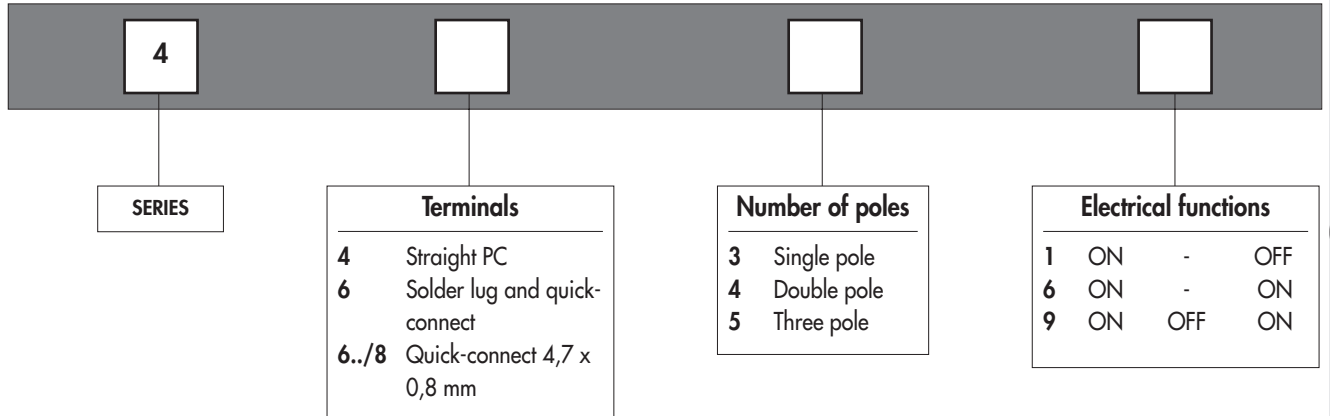 4
SERIES
Terminals
4 Straight PC
6 Solder lug and quick-
connect
6../8 Quick-connect 4,7 x
0,8 mm
Number of poles
3 Single pole
4 Double pole
5 Three pole
Electrical functions
1 ON - OFF
6 ON - ON
9 ON OFF ON